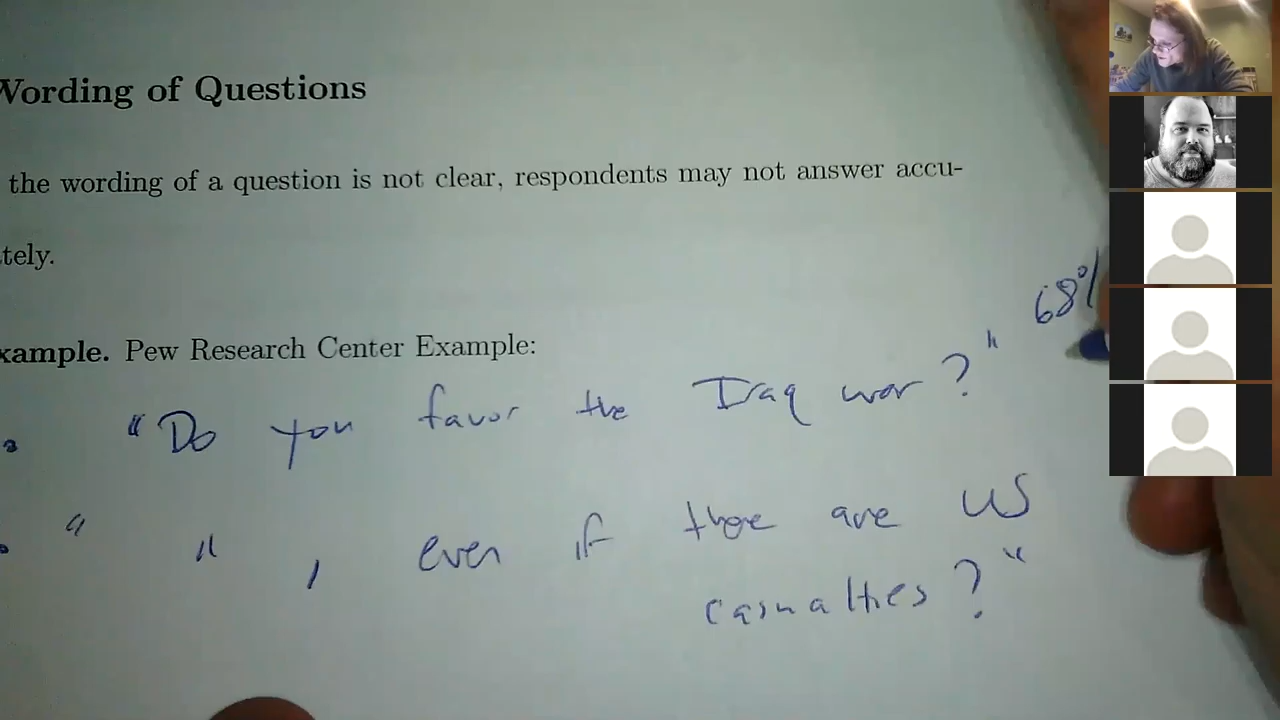 Wording of Questions
the wording of a question is not clear, respondents may not answer accu-
tely.
xample. Pew Research Center Example:
"Do you favor the Iraq war?" 68%
" " , even if there are US
casualties?"